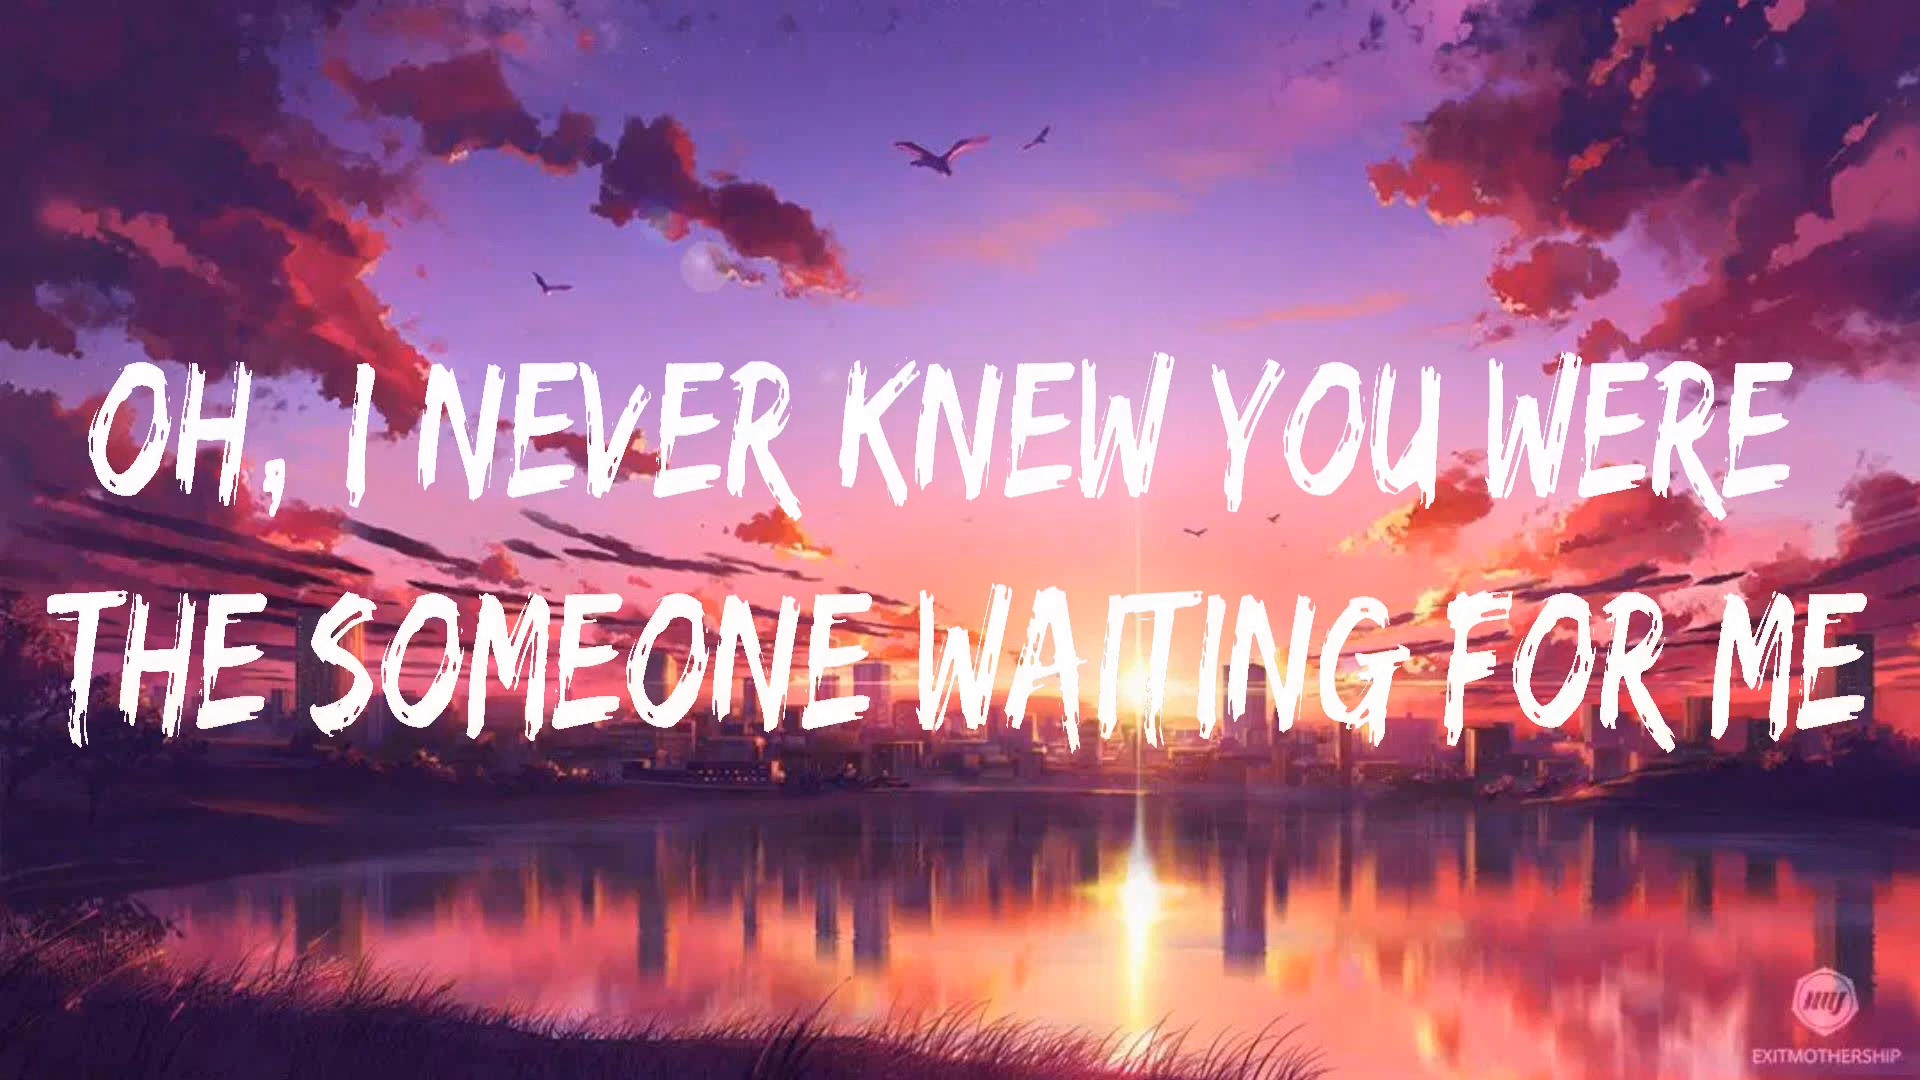 OH, I NEVER KNEW YOU WERE
THE SOMEONE WAITING FOR ME
EXITMOTHERSHIP